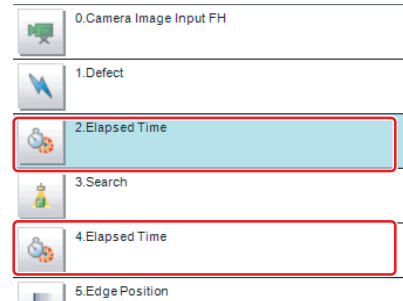 0.Camera Image Input FH
1.Defect
2.Elapsed Time
3.Search
4.Elapsed Time
5.Edge Position